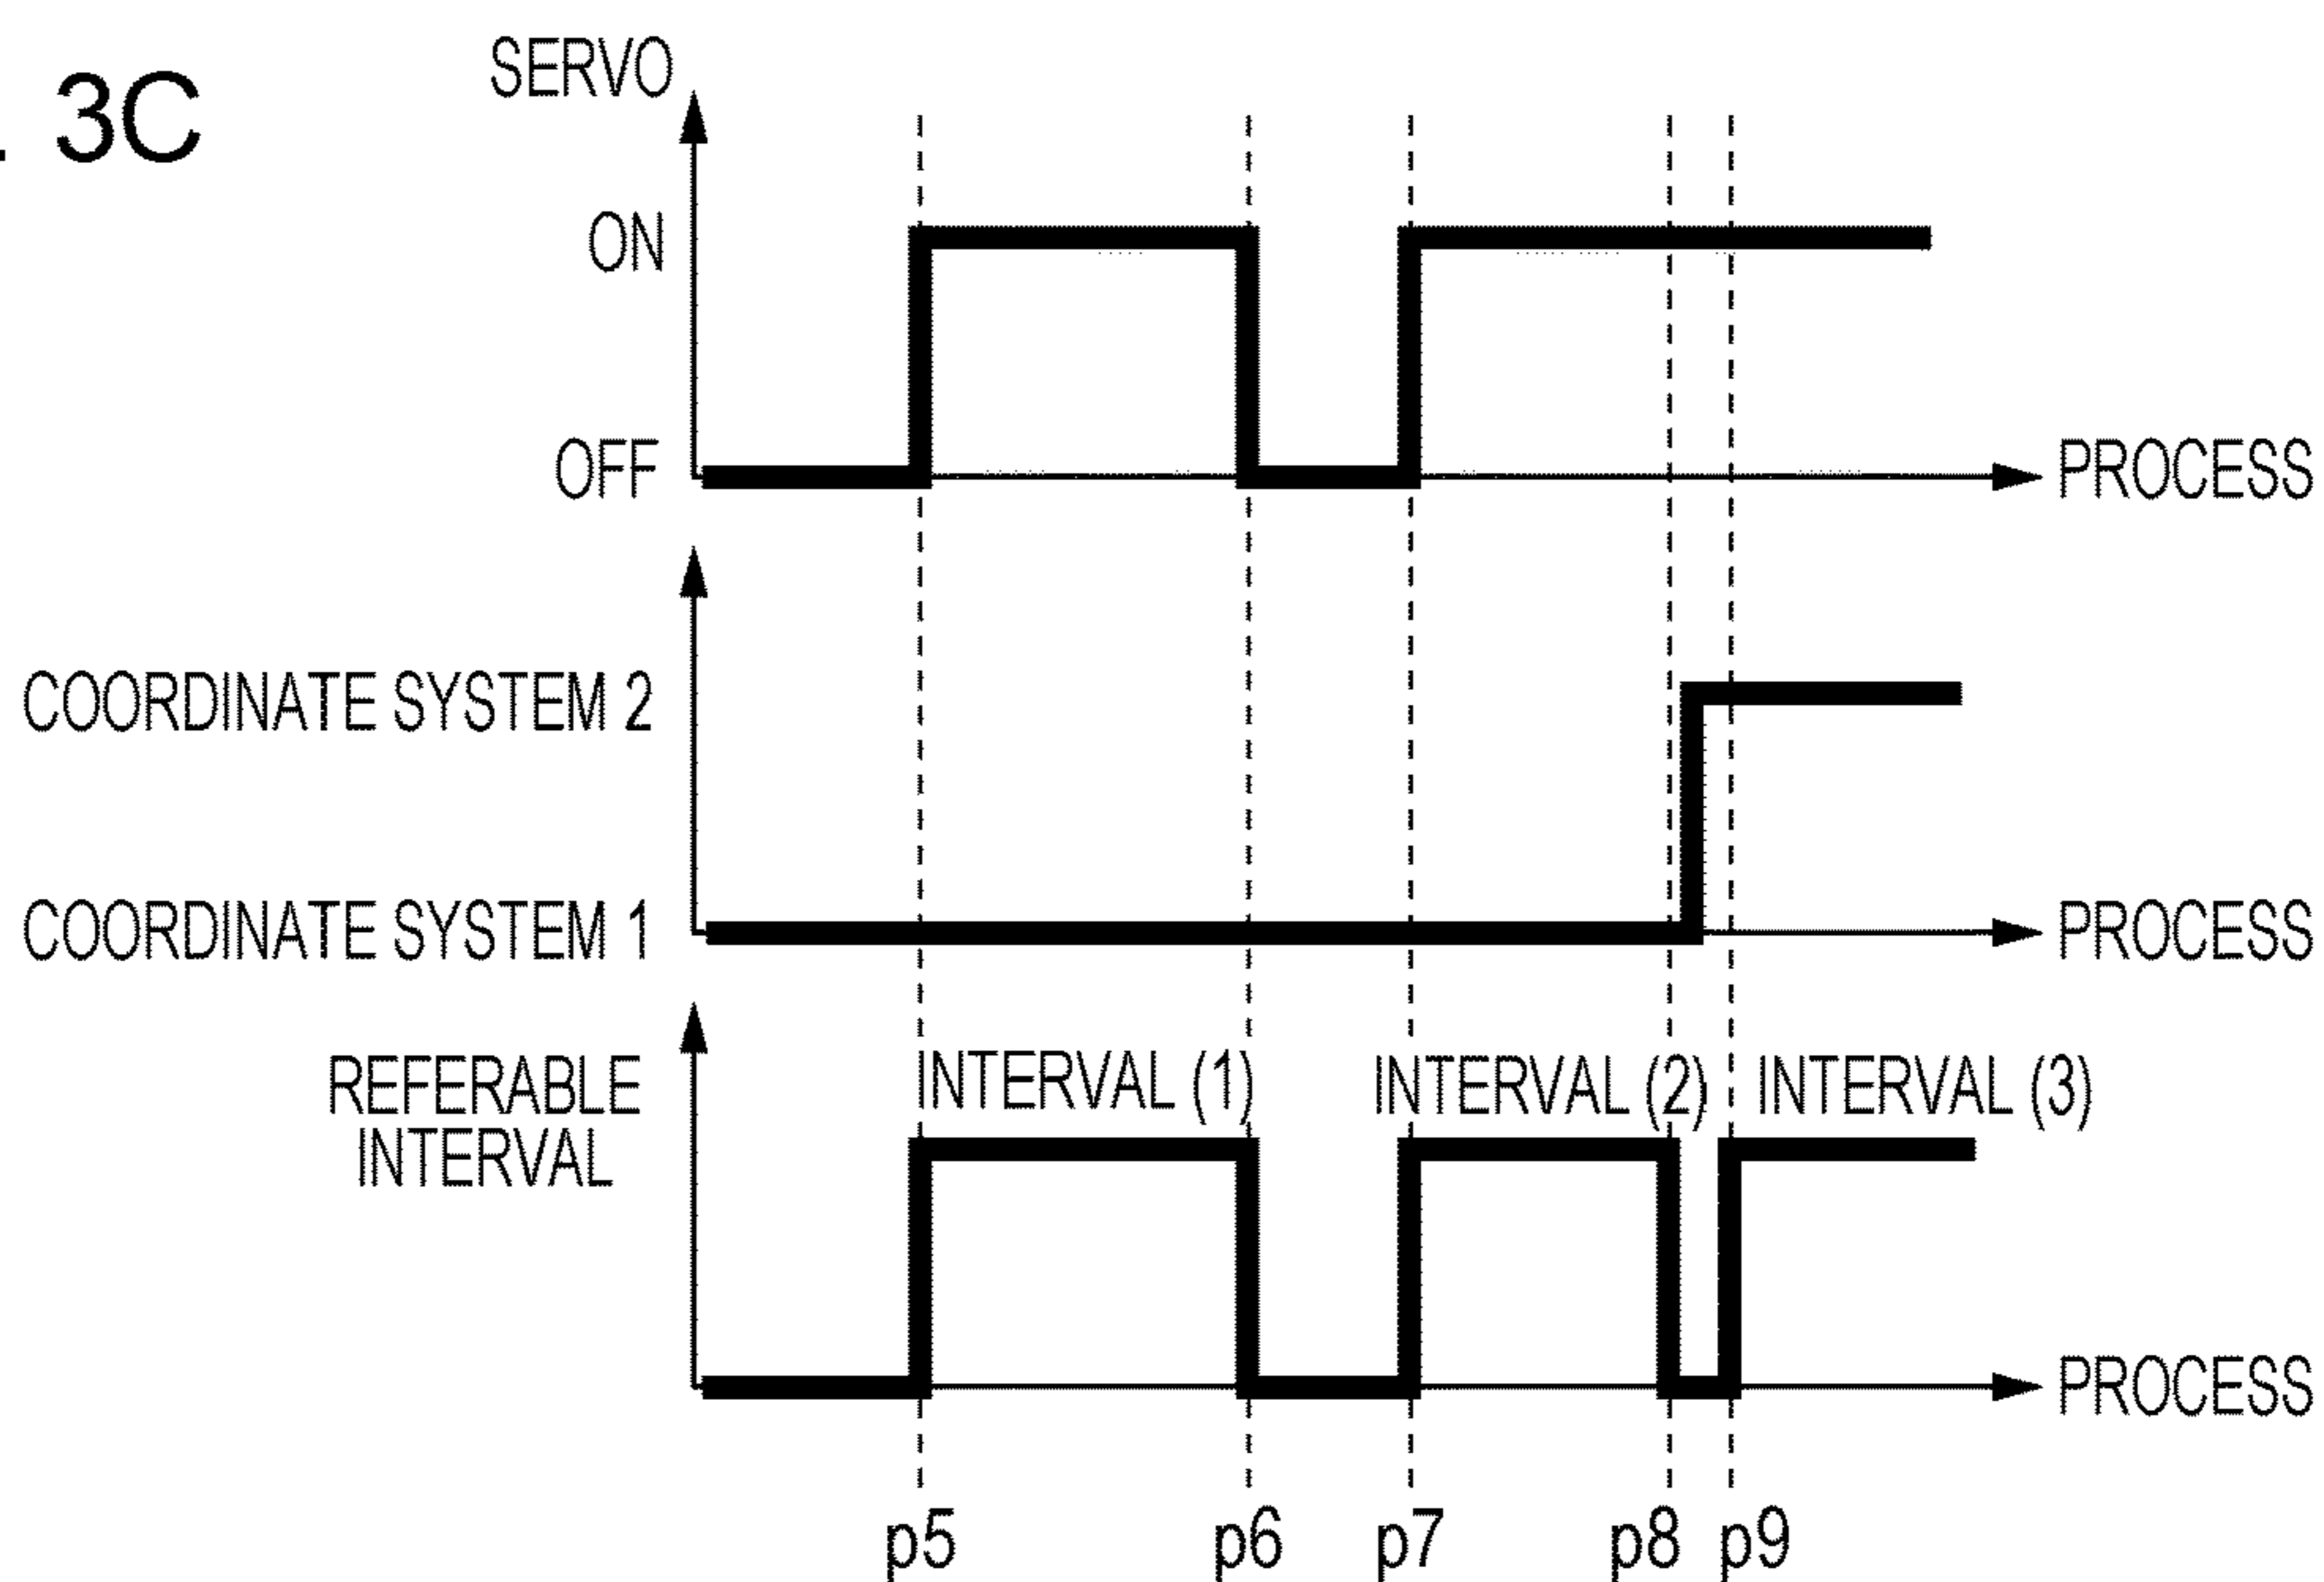 . 3C
SERVO
ON
OFF
PROCESS
COORDINATE SYSTEM 2
COORDINATE SYSTEM 1
PROCESS
REFERABLE
INTERVAL
INTERVAL (1)
INTERVAL (2)
INTERVAL (3)
PROCESS
p5
p6
p7
p8
p9